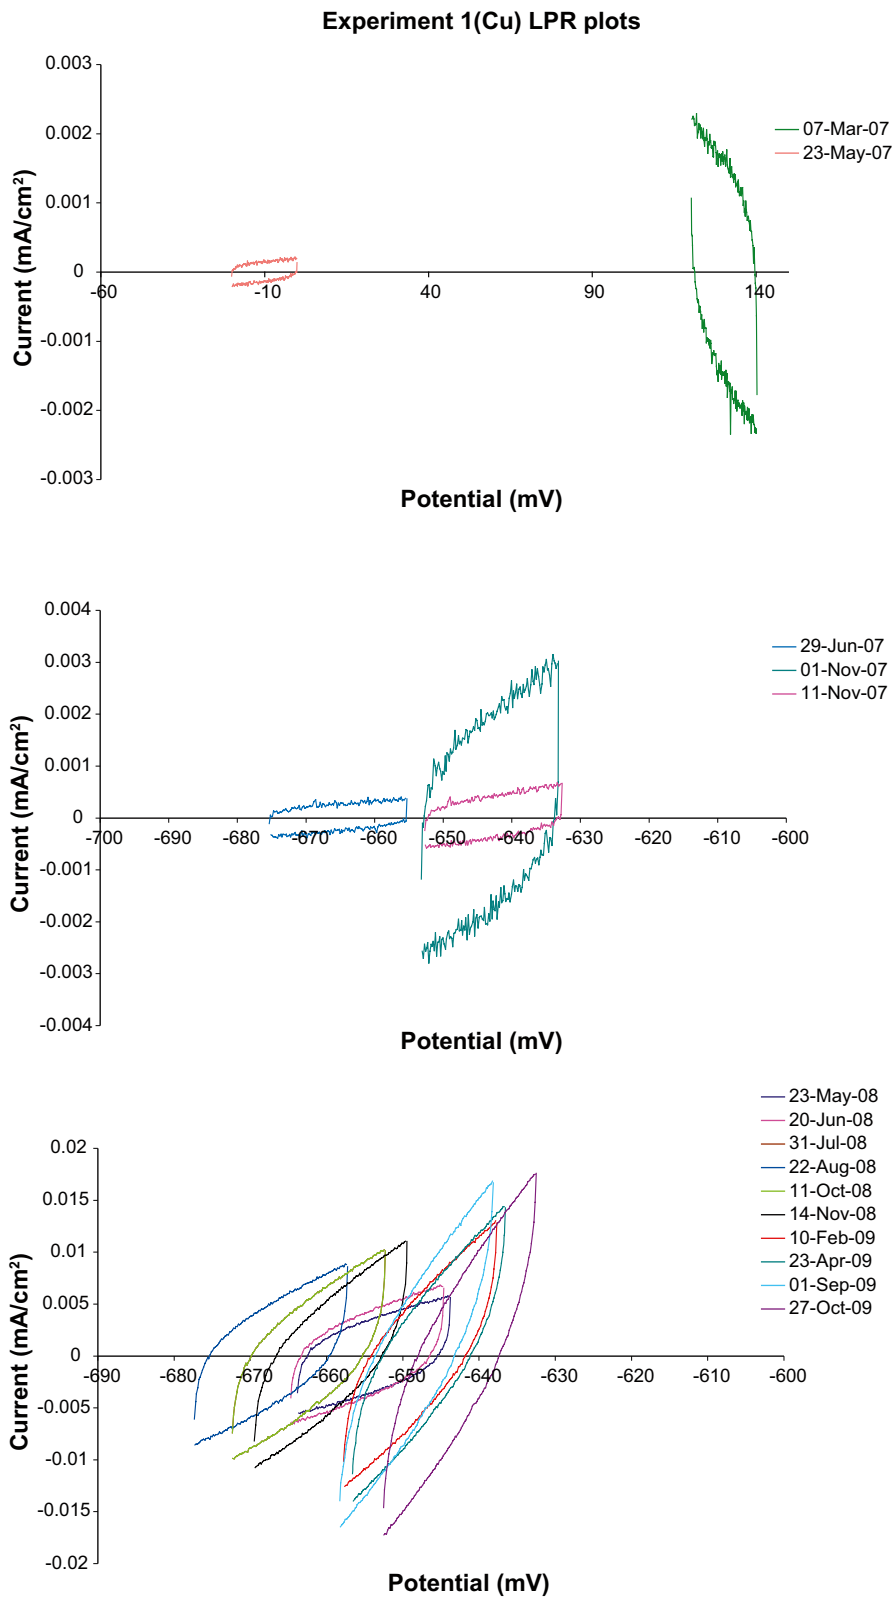 Experiment 1(Cu) LPR plots
0.003
0.002
0.001
0
-0.001
-0.002
-0.003
-60
-10
40
90
140
Current (mA/cm²)
Potential (mV)
07-Mar-07
23-May-07
0.004
0.003
0.002
0.001
0
-0.001
-0.002
-0.003
-0.004
-700
-690
-680
-670
-660
-650
-640
-630
-620
-610
-600
Current (mA/cm²)
Potential (mV)
29-Jun-07
01-Nov-07
11-Nov-07
23-May-08
20-Jun-08
31-Jul-08
22-Aug-08
11-Oct-08
14-Nov-08
10-Feb-09
23-Apr-09
01-Sep-09
27-Oct-09
0.02
0.015
0.01
0.005
0
-0.005
-0.01
-0.015
-0.02
-690
-680
-670
-660
-650
-640
-630
-620
-610
-600
Current (mA/cm²)
Potential (mV)